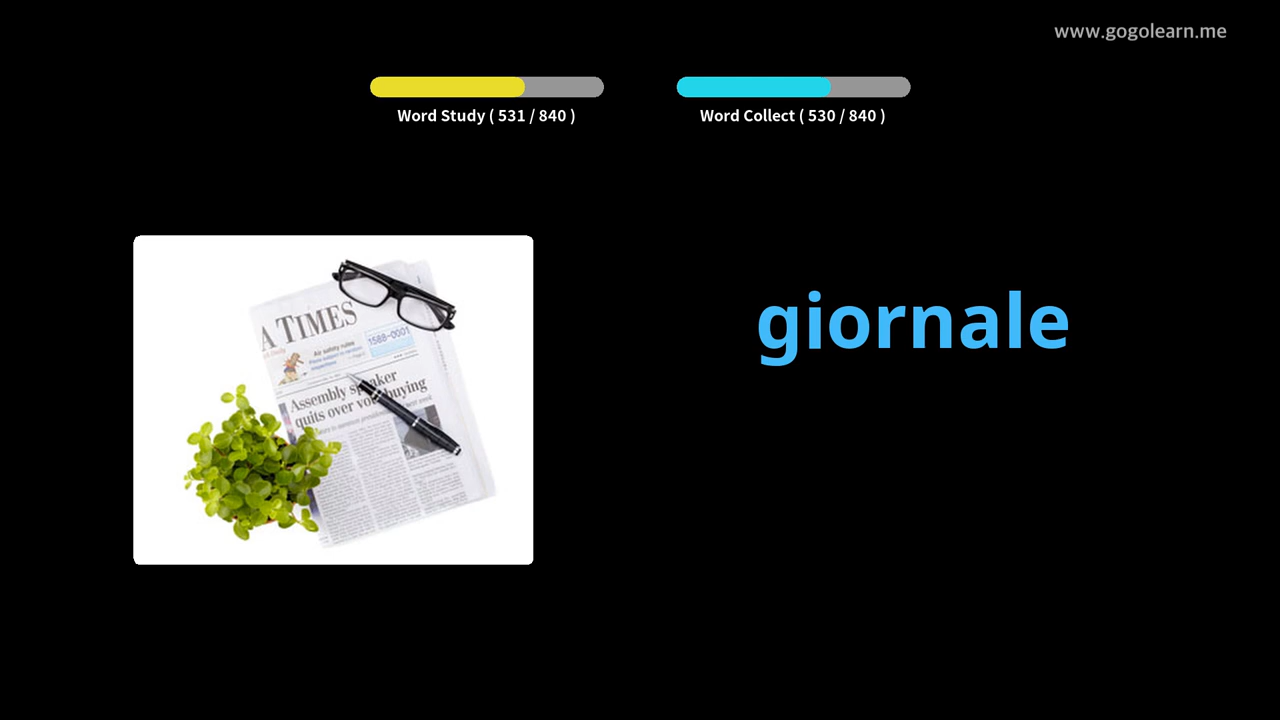 www.gogolearn.me
Word Study ( 531 / 840 )
Word Collect ( 530 / 840 )
giornale
A TIMES
Air safety rules
1588-0001
Assembly speaker
quits over vote buying